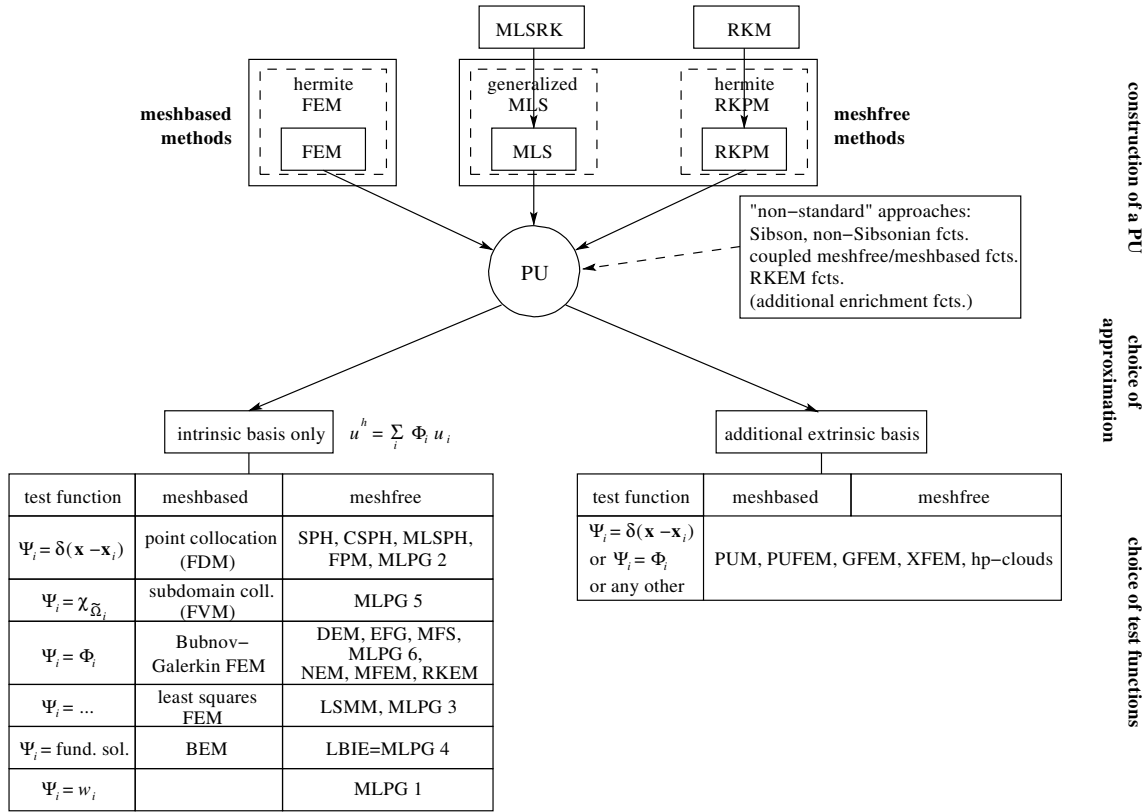 MLSRK
RKM
hermite
FEM
generalized
MLS
hermite
RKPM
meshbased
methods
meshfree
methods
FEM
MLS
RKPM
construction of a PU
"non−standard" approaches:
Sibson, non−Sibsonian fcts.
coupled meshfree/meshbased fcts.
RKEM fcts.
(additional enrichment fcts.)
PU
choice of
approximation
intrinsic basis only
u^h = Σ_i Φ_i u_i
additional extrinsic basis
test function
meshbased
meshfree
Ψ_i = δ(x − x_i)
point collocation
(FDM)
SPH, CSPH, MLSPH,
FPM, MLPG 2
Ψ_i = χ_Ω̃_i
subdomain coll.
(FVM)
MLPG 5
Ψ_i = Φ_i
Bubnov−
Galerkin FEM
DEM, EFG, MFS,
MLPG 6,
NEM, MFEM, RKEM
Ψ_i = ...
least squares
FEM
LSMM, MLPG 3
Ψ_i = fund. sol.
BEM
LBIE=MLPG 4
Ψ_i = w_i
MLPG 1
test function
meshbased
meshfree
Ψ_i = δ(x − x_i)
or Ψ_i = Φ_i
or any other
PUM, PUFEM, GFEM, XFEM, hp−clouds
choice of test functions